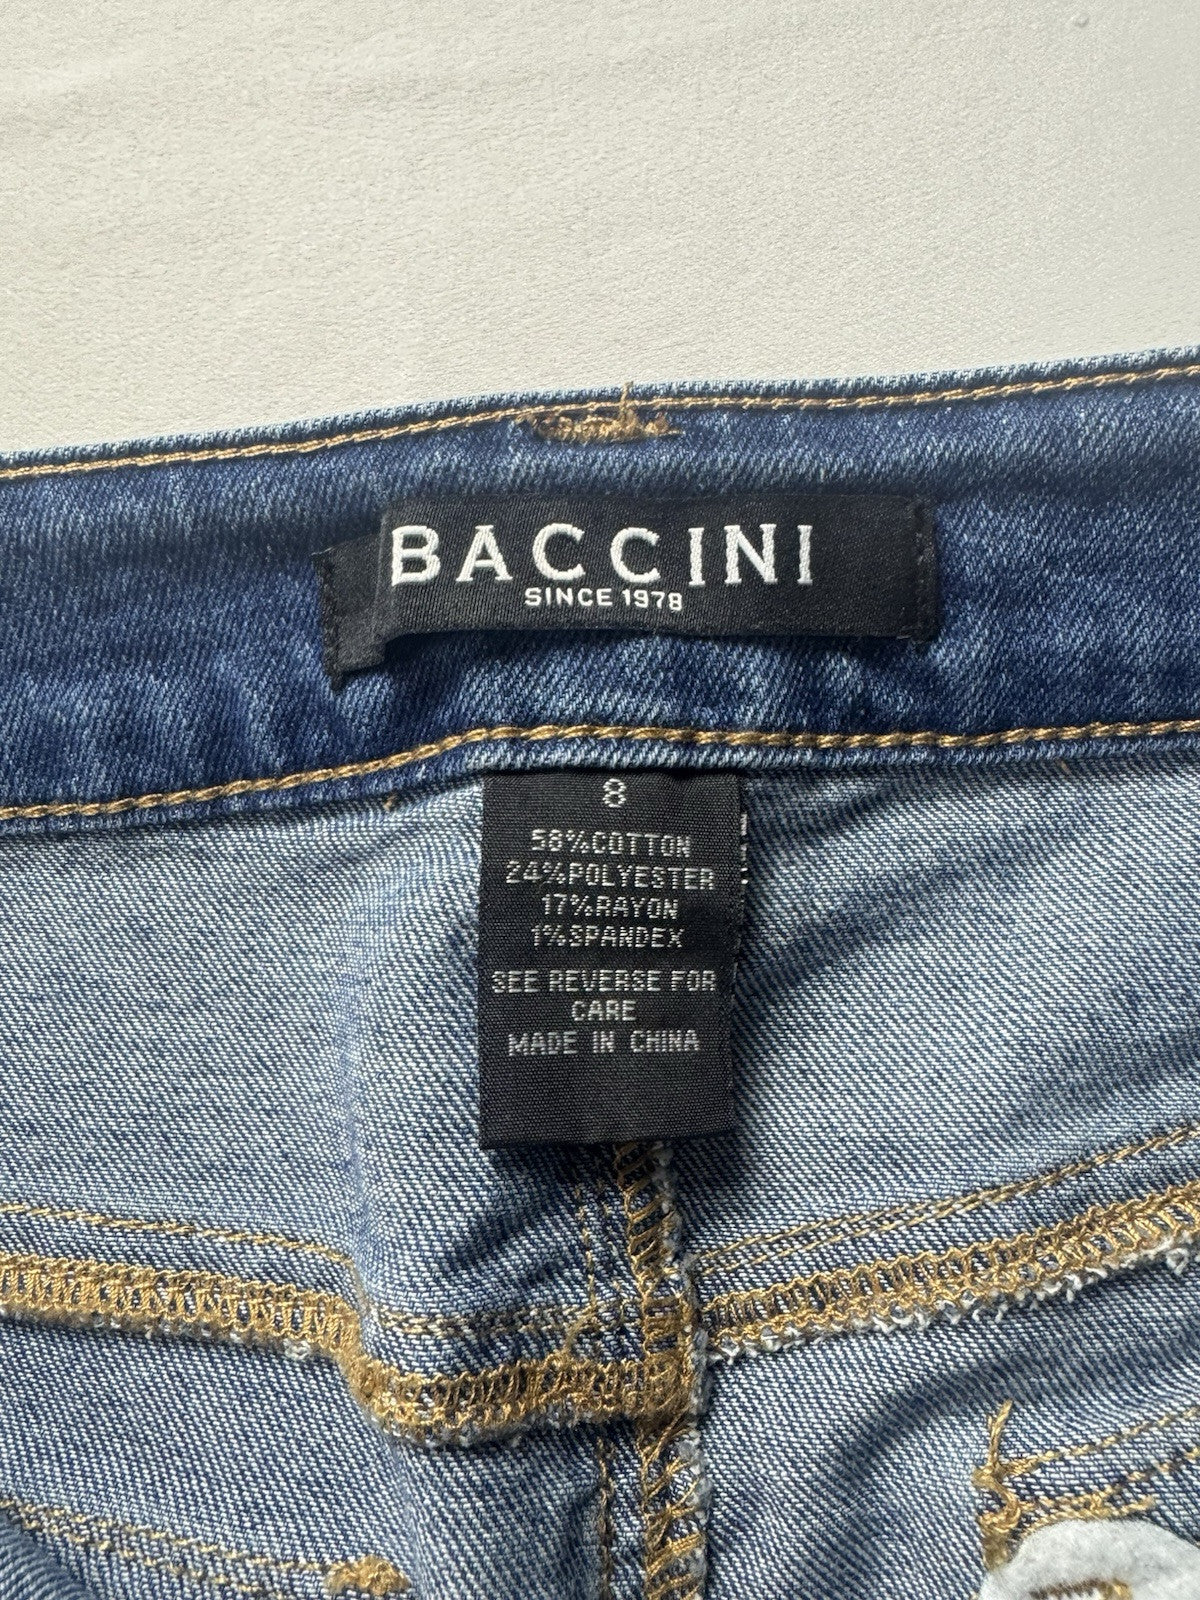 BACCINI
SINCE 1978
8
58%COTTON
24%POLYESTER
17%RAYON
1%SPANDEX
SEE REVERSE FOR
CARE
MADE IN CHINA